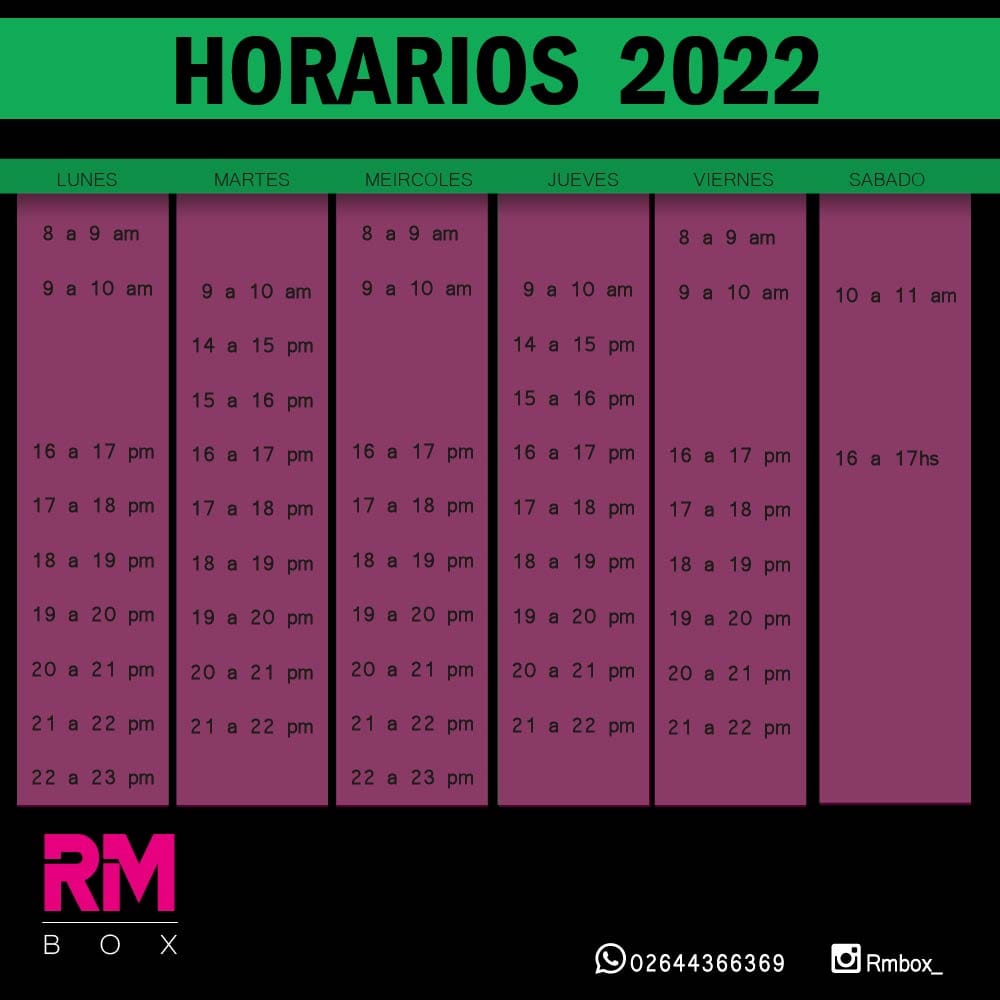 HORARIOS 2022
LUNES MARTES MEIRCOLES JUEVES VIERNES SABADO
8 a 9 am 8 a 9 am 8 a 9 am
9 a 10 am 9 a 10 am 9 a 10 am 9 a 10 am 9 a 10 am 10 a 11 am
14 a 15 pm 14 a 15 pm
15 a 16 pm 15 a 16 pm
16 a 17 pm 16 a 17 pm 16 a 17 pm 16 a 17 pm 16 a 17 pm 16 a 17hs
17 a 18 pm 17 a 18 pm 17 a 18 pm 17 a 18 pm 17 a 18 pm
18 a 19 pm 18 a 19 pm 18 a 19 pm 18 a 19 pm 18 a 19 pm
19 a 20 pm 19 a 20 pm 19 a 20 pm 19 a 20 pm 19 a 20 pm
20 a 21 pm 20 a 21 pm 20 a 21 pm 20 a 21 pm 20 a 21 pm
21 a 22 pm 21 a 22 pm 21 a 22 pm 21 a 22 pm 21 a 22 pm
22 a 23 pm 22 a 23 pm
RM
BOX
02644366369 Rmbox_